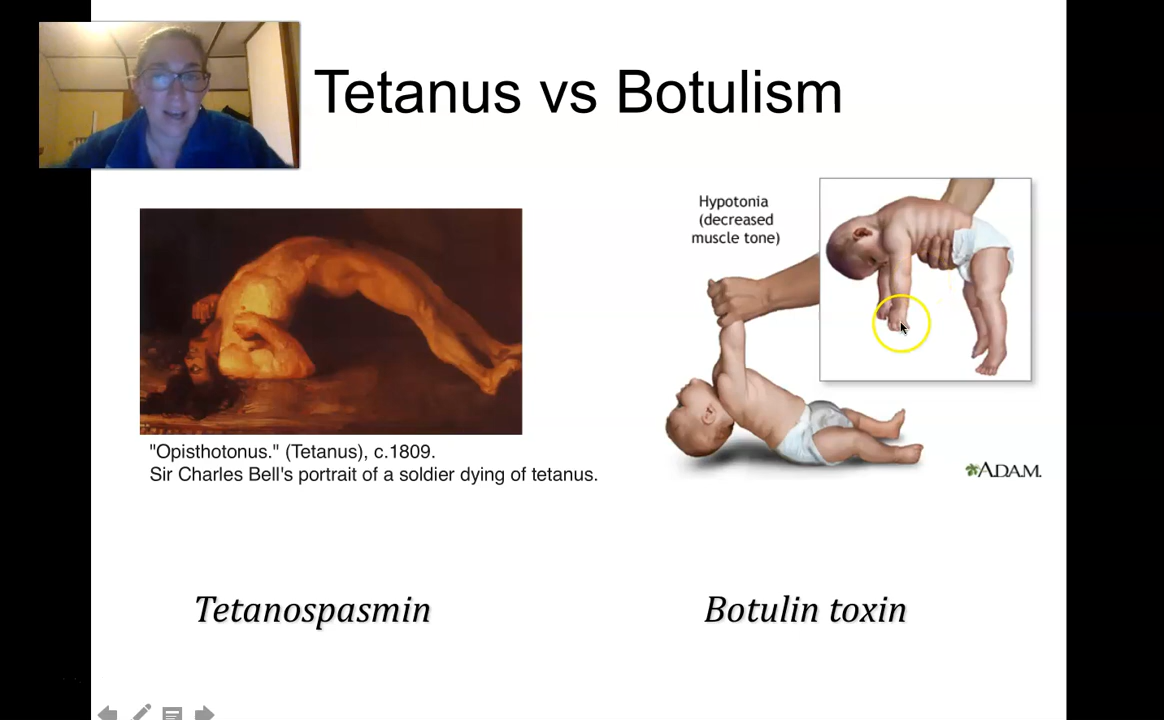 Tetanus vs Botulism
Hypotonia
(decreased
muscle tone)
"Opisthotonus." (Tetanus), c.1809.
Sir Charles Bell's portrait of a soldier dying of tetanus.
ADAM.
Tetanospasmin
Botulin toxin